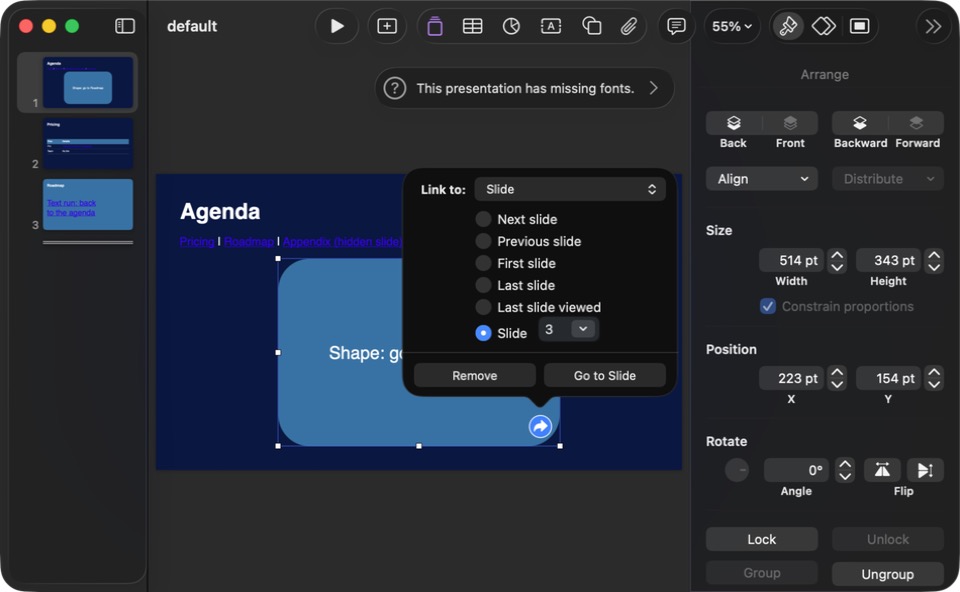 default
55%
This presentation has missing fonts.
Agenda
Shape: go to Roadmap
1
Pricing
2
Roadmap
Text run: back
to the agenda
3
Agenda
Pricing | Roadmap | Appendix (hidden slide)
Shape: go
Link to: Slide
Next slide
Previous slide
First slide
Last slide
Last slide viewed
Slide 3
Remove
Go to Slide
Arrange
Back Front Backward Forward
Align Distribute
Size
514 pt 343 pt
Width Height
Constrain proportions
Position
223 pt 154 pt
X Y
Rotate
0°
Angle Flip
Lock Unlock
Group Ungroup